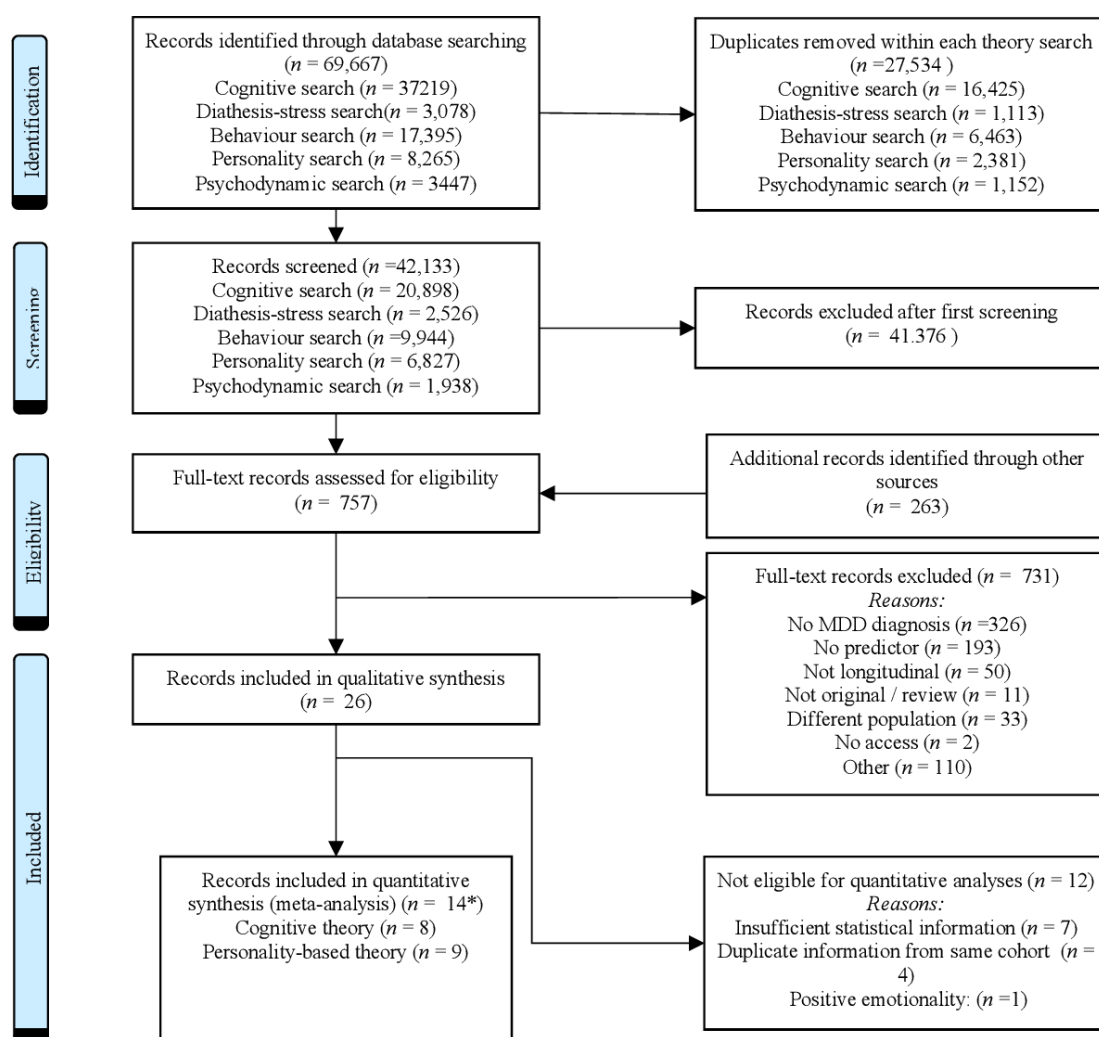 Identification
Records identified through database searching
(n = 69,667)
Cognitive search (n = 37219)
Diathesis-stress search(n = 3,078)
Behaviour search (n = 17,395)
Personality search (n = 8,265)
Psychodynamic search (n = 3447)
Duplicates removed within each theory search
(n =27,534 )
Cognitive search (n = 16,425)
Diathesis-stress search (n = 1,113)
Behaviour search (n = 6,463)
Personality search (n = 2,381)
Psychodynamic search (n = 1,152)
Screening
Records screened (n =42,133)
Cognitive search (n = 20,898)
Diathesis-stress search (n = 2,526)
Behaviour search (n =9,944)
Personality search (n = 6,827)
Psychodynamic search (n = 1,938)
Records excluded after first screening
(n = 41.376 )
Eligibility
Full-text records assessed for eligibility
(n = 757)
Additional records identified through other
sources
(n = 263)
Full-text records excluded (n = 731)
Reasons:
No MDD diagnosis (n =326)
No predictor (n = 193)
Not longitudinal (n = 50)
Not original / review (n = 11)
Different population (n = 33)
No access (n = 2)
Other (n = 110)
Included
Records included in qualitative synthesis
(n = 26)
Records included in quantitative
synthesis (meta-analysis) (n = 14*)
Cognitive theory (n = 8)
Personality-based theory (n = 9)
Not eligible for quantitative analyses (n = 12)
Reasons:
Insufficient statistical information (n = 7)
Duplicate information from same cohort (n =
4)
Positive emotionality: (n =1)